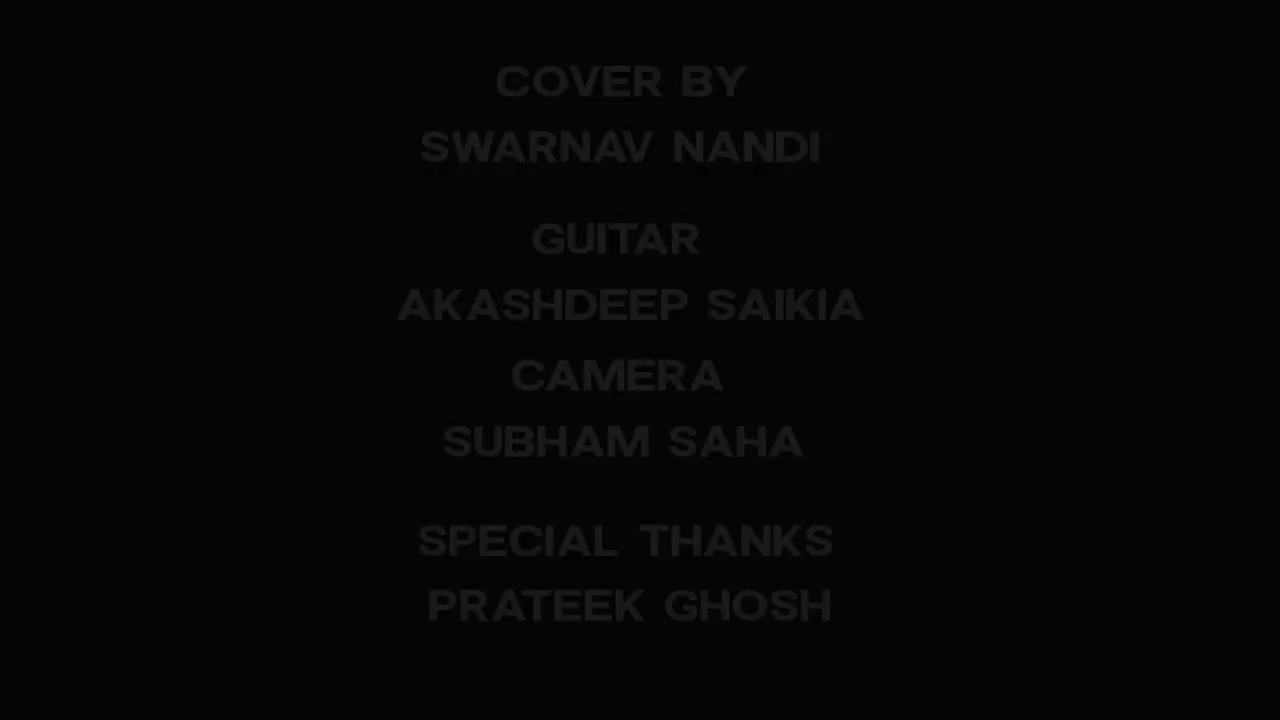 COVER BY
SWARNAV NANDI
GUITAR
AKASHDEEP SAIKIA
CAMERA
SUBHAM SAHA
SPECIAL THANKS
PRATEEK GHOSH